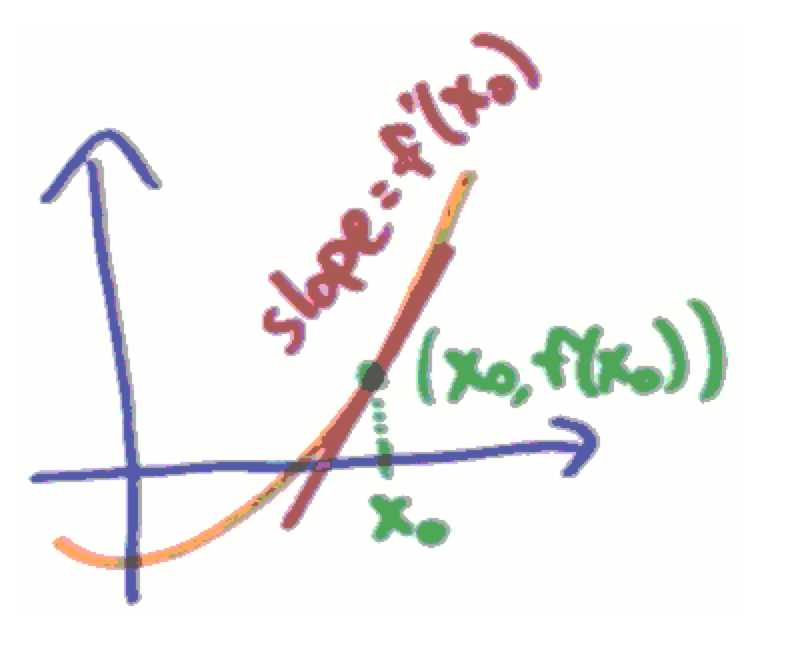 slope = f'(x₀)
(x₀, f(x₀))
x₀